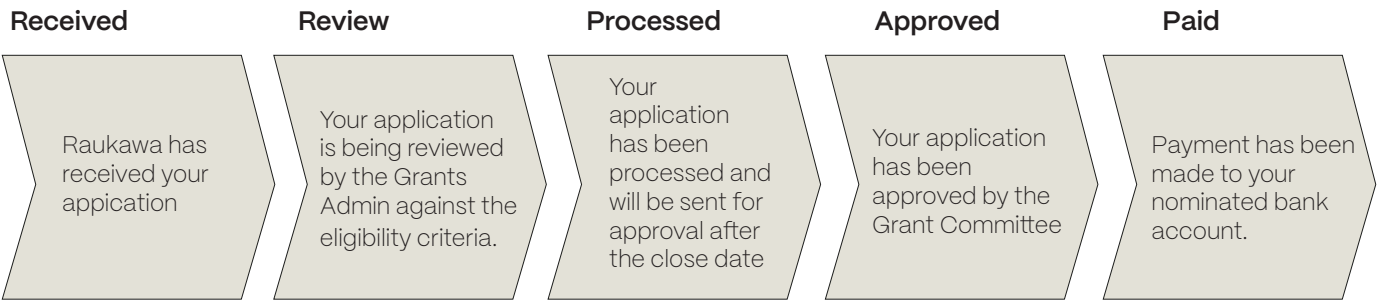 Received
Raukawa has
received your
appication
Review
Your application
is being reviewed
by the Grants
Admin against the
eligibility criteria.
Processed
Your
application
has been
processed and
will be sent for
approval after
the close date
Approved
Your application
has been
approved by the
Grant Committee
Paid
Payment has been
made to your
nominated bank
account.